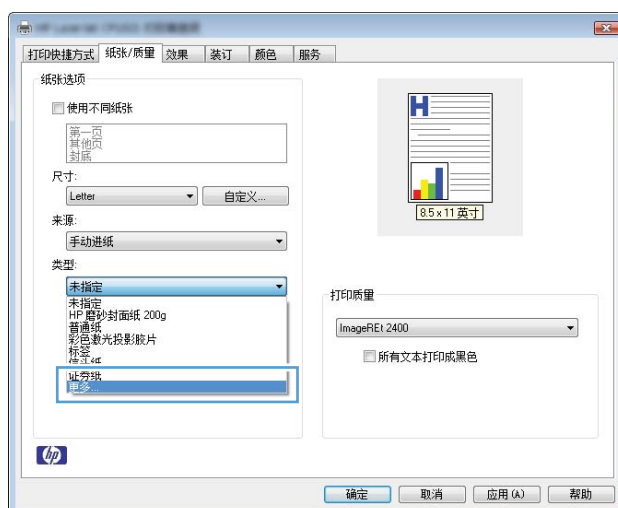 打印快捷方式 纸张/质量 效果 装订 颜色 服务
纸张选项
使用不同纸张
第一页
其他页
封底
尺寸:
Letter 自定义...
来源:
手动进纸
类型:
未指定
未指定
HP 磨砂封面纸 200g
普通纸
彩色激光投影胶片
标签
信头纸
证券纸
更多...
H
8.5 x 11 英寸
打印质量
ImageREt 2400
所有文本打印成黑色
hp
确定 取消 应用 (A) 帮助